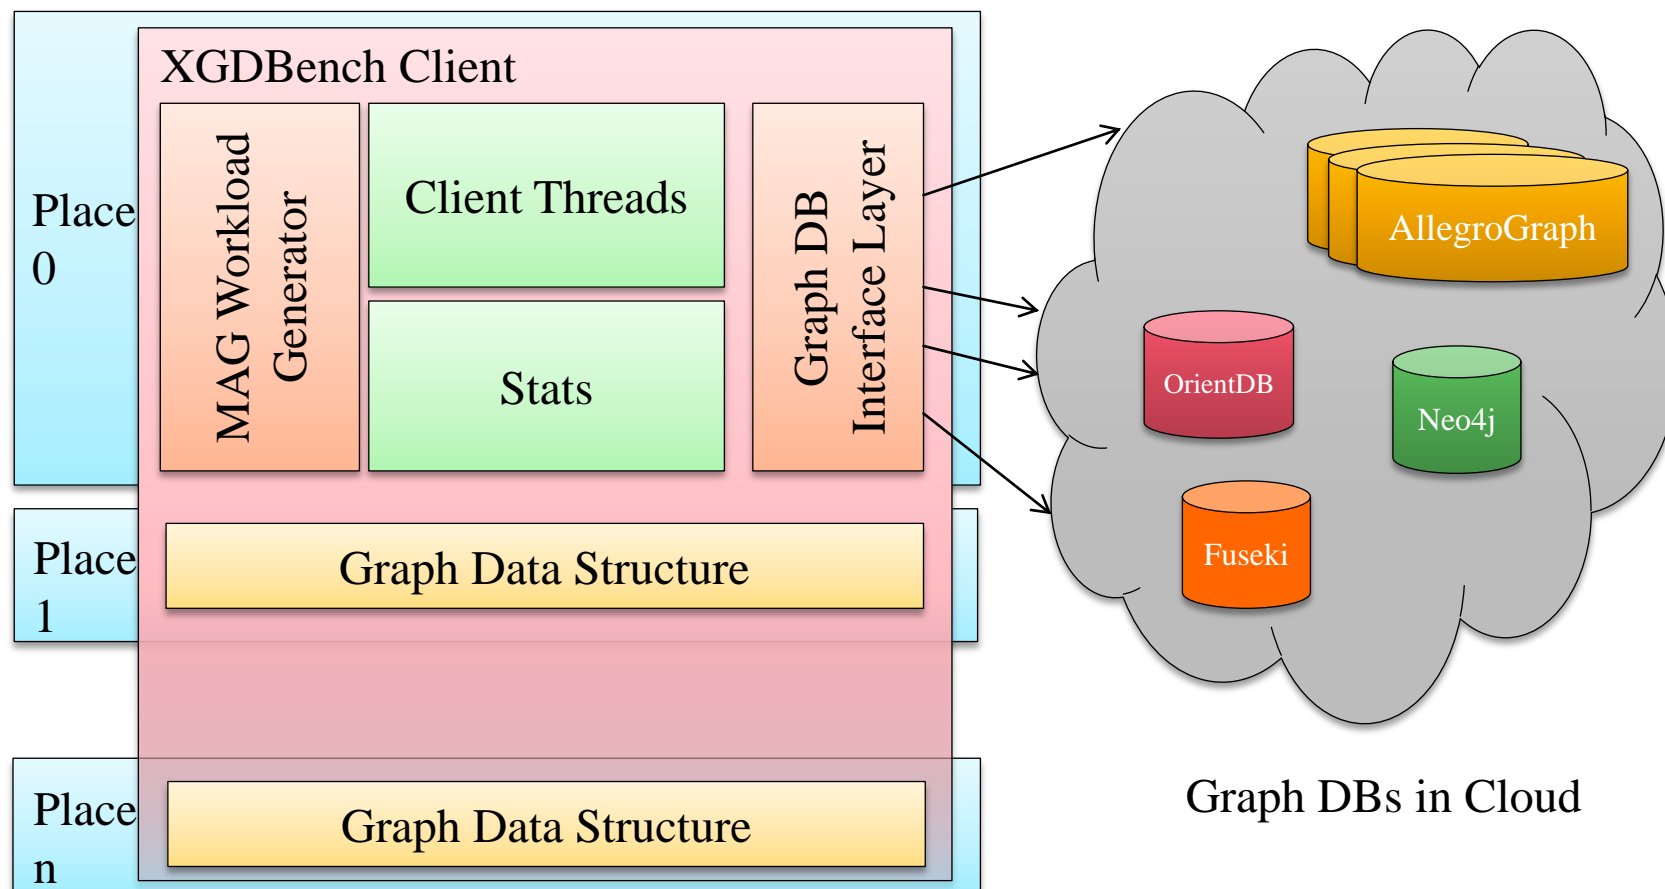 XGDBench Client
Place
0
MAG Workload
Generator
Client Threads
Stats
Graph DB
Interface Layer
Place
1
Graph Data Structure
Place
n
Graph Data Structure
AllegroGraph
OrientDB
Neo4j
Fuseki
Graph DBs in Cloud